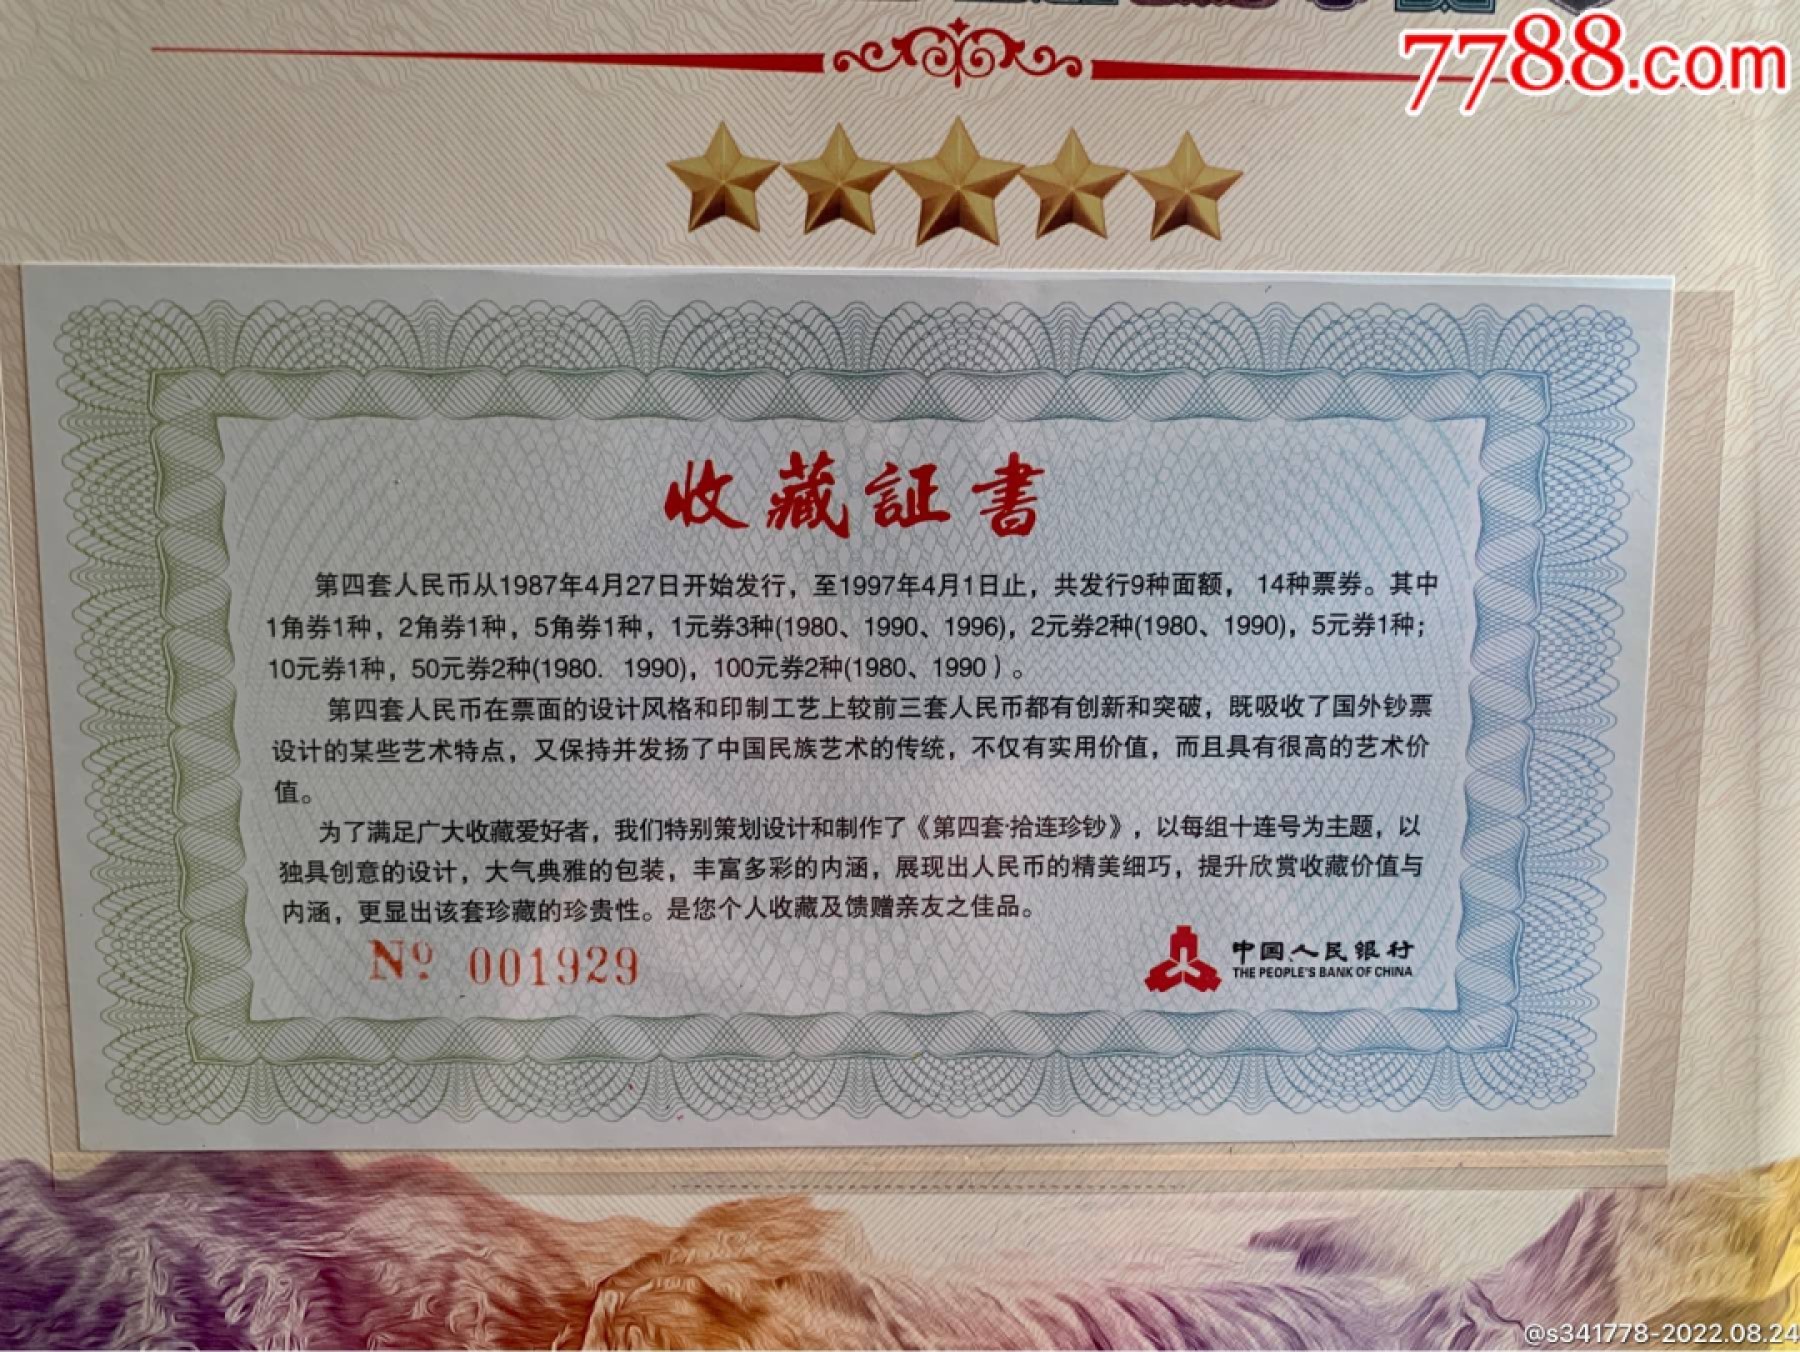 7788.com
收藏証書
第四套人民币从1987年4月27日开始发行，至1997年4月1日止，共发行9种面额， 14种票券。其中
1角券1种，2角券1种，5角券1种，1元券3种(1980、1990、1996)，2元券2种(1980、1990)，5元券1种；
10元券1种，50元券2种(1980．1990)，100元券2种(1980、1990）。
第四套人民币在票面的设计风格和印制工艺上较前三套人民币都有创新和突破，既吸收了国外钞票
设计的某些艺术特点，又保持并发扬了中国民族艺术的传统，不仅有实用价值，而且具有很高的艺术价
值。
为了满足广大收藏爱好者，我们特别策划设计和制作了《第四套·拾连珍钞》，以每组十连号为主题，以
独具创意的设计，大气典雅的包装，丰富多彩的内涵，展现出人民币的精美细巧，提升欣赏收藏价值与
内涵，更显出该套珍藏的珍贵性。是您个人收藏及馈赠亲友之佳品。
Nº 001929
中国人民银行
THE PEOPLE'S BANK OF CHINA
@s341778-2022.08.24